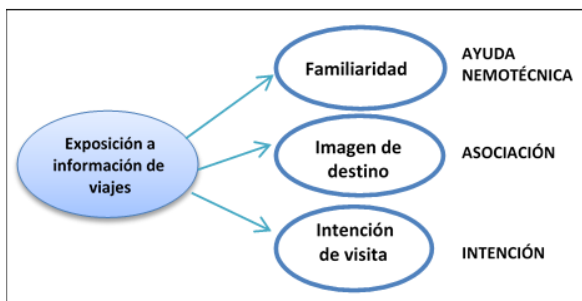 Exposición a
información de
viajes
Familiaridad
AYUDA
NEMOTÉCNICA
Imagen de
destino
ASOCIACIÓN
Intención
de visita
INTENCIÓN